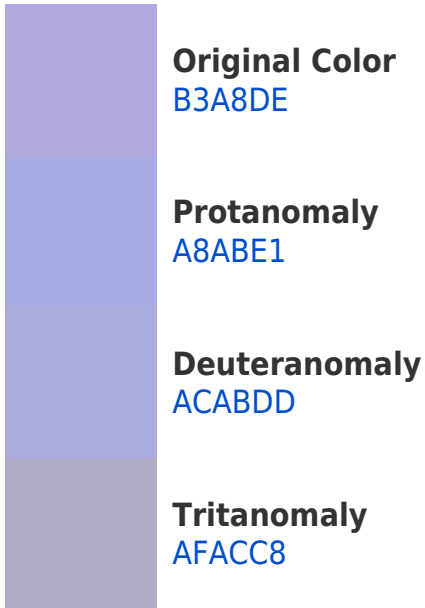 Original Color
B3A8DE
Protanomaly
A8ABE1
Deuteranomaly
ACABDD
Tritanomaly
AFACC8